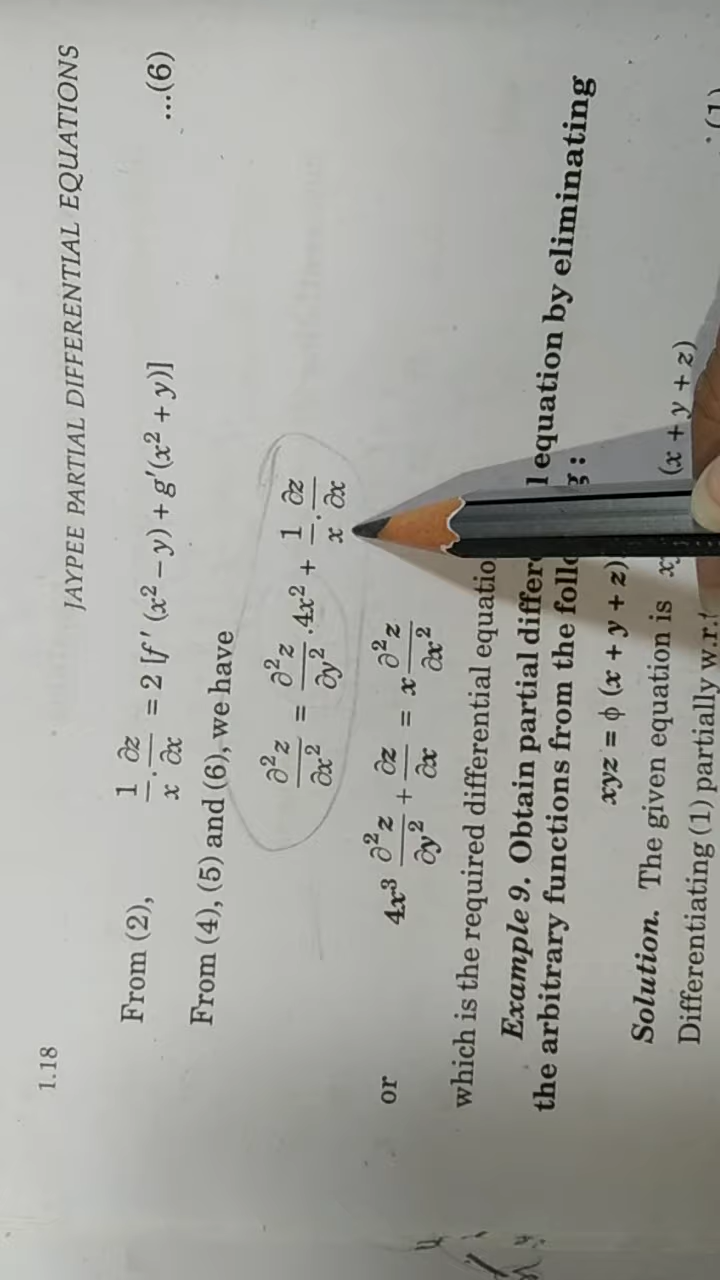 1.18 JAYPEE PARTIAL DIFFERENTIAL EQUATIONS
From (2), 1/x . ∂z/∂x = 2 [f′ (x² – y) + g′(x² + y)] ...(6)
From (4), (5) and (6), we have
∂²z/∂x² = ∂²z/∂y² . 4x² + 1/x . ∂z/∂x
or 4x³ ∂²z/∂y² + ∂z/∂x = x ∂²z/∂x²
which is the required differential
Example 9. Obtain partial equation by eliminating
the arbitrary functions from the :
xyz = ϕ (x + y + z)
Solution. The given equation is (x + y + z) (1)
Differentiating (1) partially w.r.t